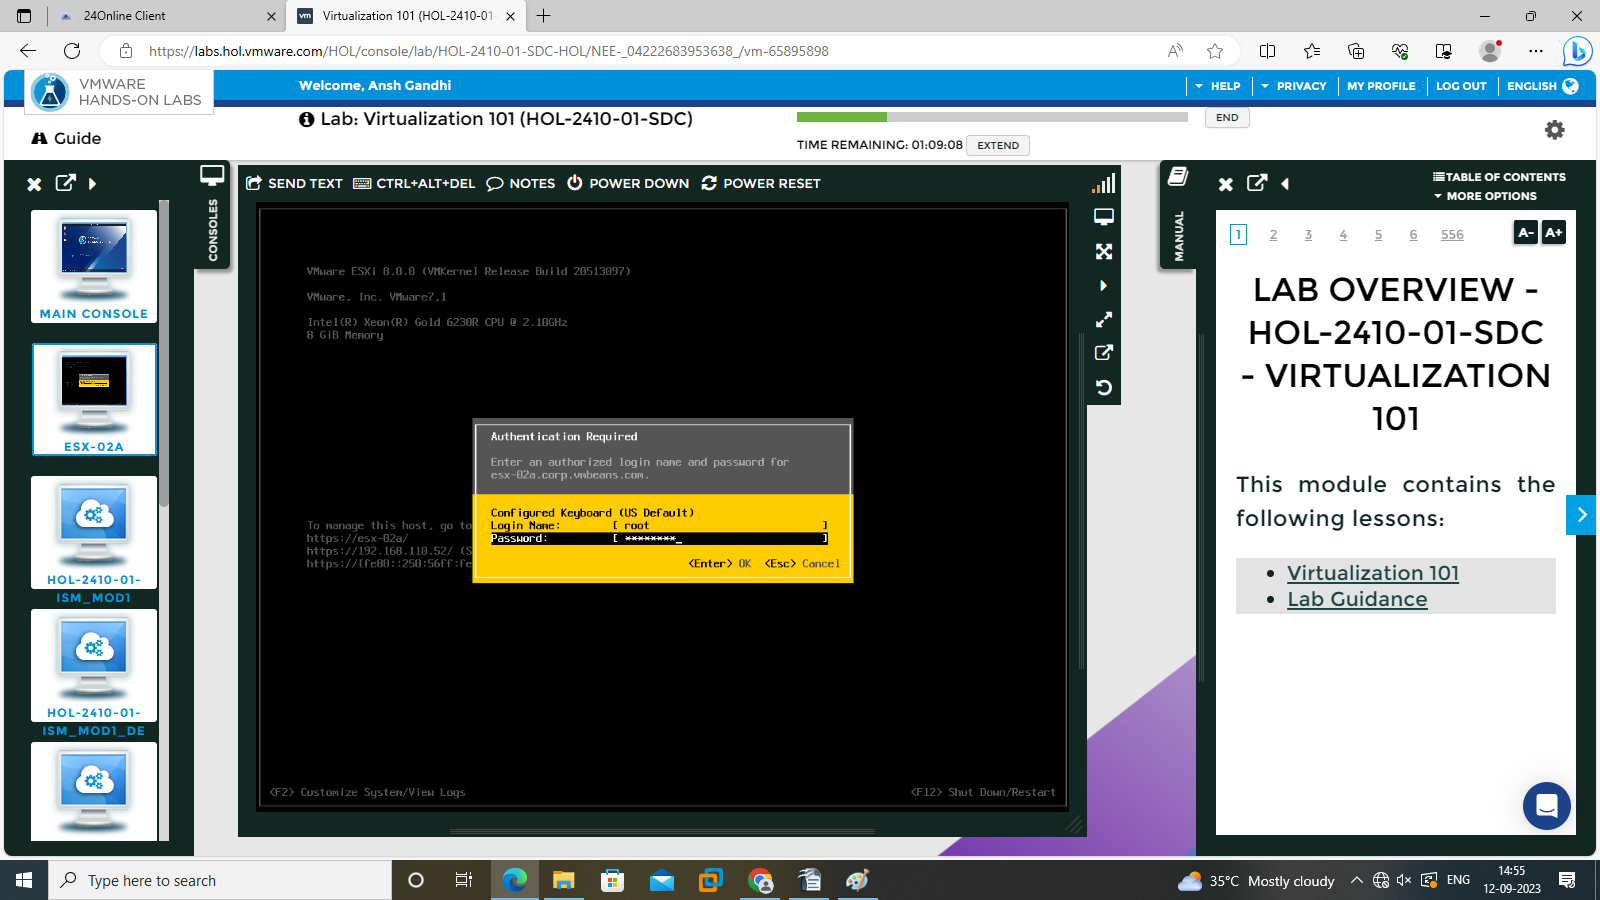 24Online Client
Virtualization 101 (HOL-2410-01-
https://labs.hol.vmware.com/HOL/console/lab/HOL-2410-01-SDC-HOL/NEE-_04222683953638_/vm-65895898
VMWARE
HANDS-ON LABS
Welcome, Ansh Gandhi
HELP
PRIVACY
MY PROFILE
LOG OUT
ENGLISH
Guide
Lab: Virtualization 101 (HOL-2410-01-SDC)
END
TIME REMAINING: 01:09:08
EXTEND
CONSOLES
SEND TEXT
CTRL+ALT+DEL
NOTES
POWER DOWN
POWER RESET
MANUAL
TABLE OF CONTENTS
MORE OPTIONS
MAIN CONSOLE
ESX-02A
HOL-2410-01-
ISM_MOD1
HOL-2410-01-
ISM_MOD1_DE
VMware ESXi 8.0.0 (VMKernel Release Build 20513097)
VMware, Inc. VMware7,1
Intel(R) Xeon(R) Gold 6230R CPU @ 2.10GHz
8 GiB Memory
Authentication Required
Enter an authorized login name and password for
esx-02a.corp.vmbeans.com.
Configured Keyboard (US Default)
Login Name: [ root ]
Password: [ ********_ ]
<Enter> OK <Esc> Cancel
To manage this host, go to
https://esx-02a/
https://192.168.110.52/ (S
https://[fe80::250:56ff:fe
<F2> Customize System/View Logs
<F12> Shut Down/Restart
1 2 3 4 5 6 556
A- A+
LAB OVERVIEW -
HOL-2410-01-SDC
- VIRTUALIZATION
101
This module contains the
following lessons:
• Virtualization 101
• Lab Guidance
Type here to search
35°C Mostly cloudy
ENG
14:55
12-09-2023